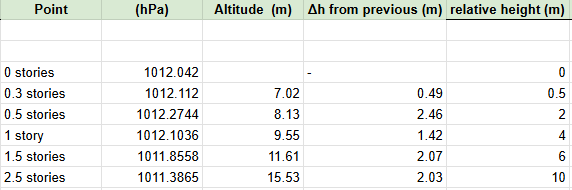 Point (hPa) Altitude (m) Δh from previous (m) relative height (m)
0 stories 1012.042 - 0
0.3 stories 1012.112 7.02 0.49 0.5
0.5 stories 1012.2744 8.13 2.46 2
1 story 1012.1036 9.55 1.42 4
1.5 stories 1011.8558 11.61 2.07 6
2.5 stories 1011.3865 15.53 2.03 10